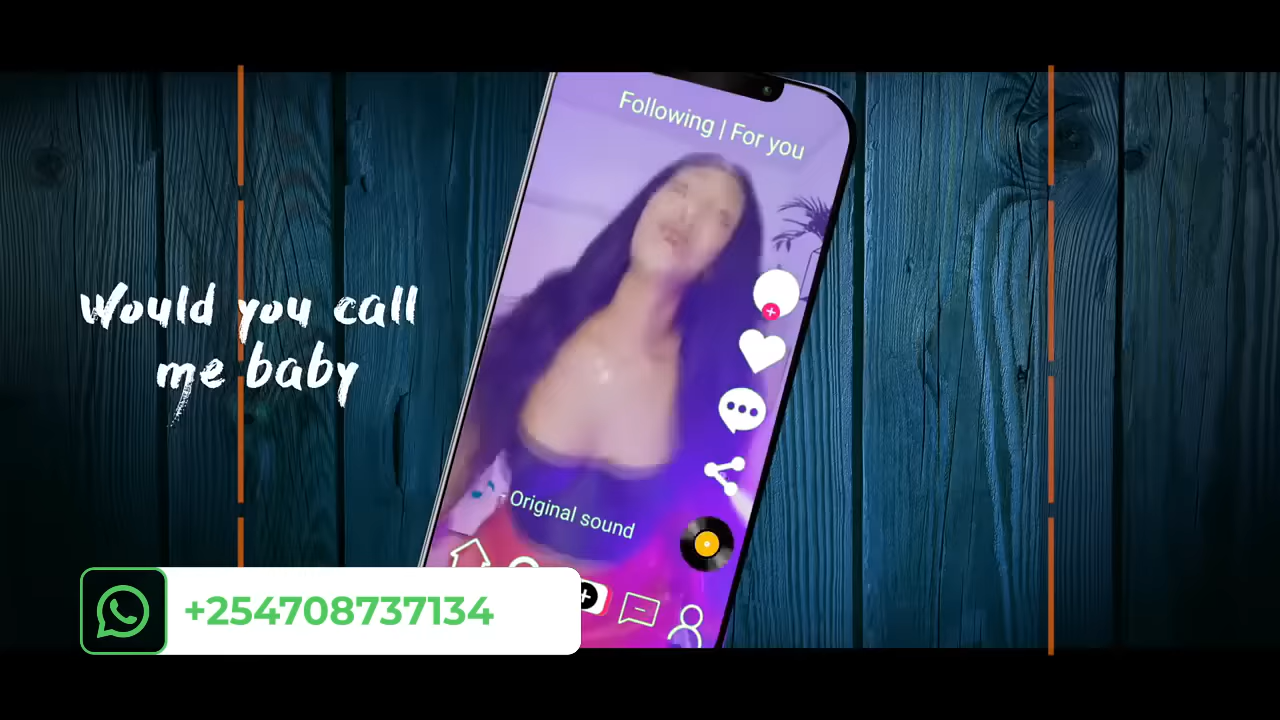 Following | For you
Would you call
me baby
Original sound
+254708737134